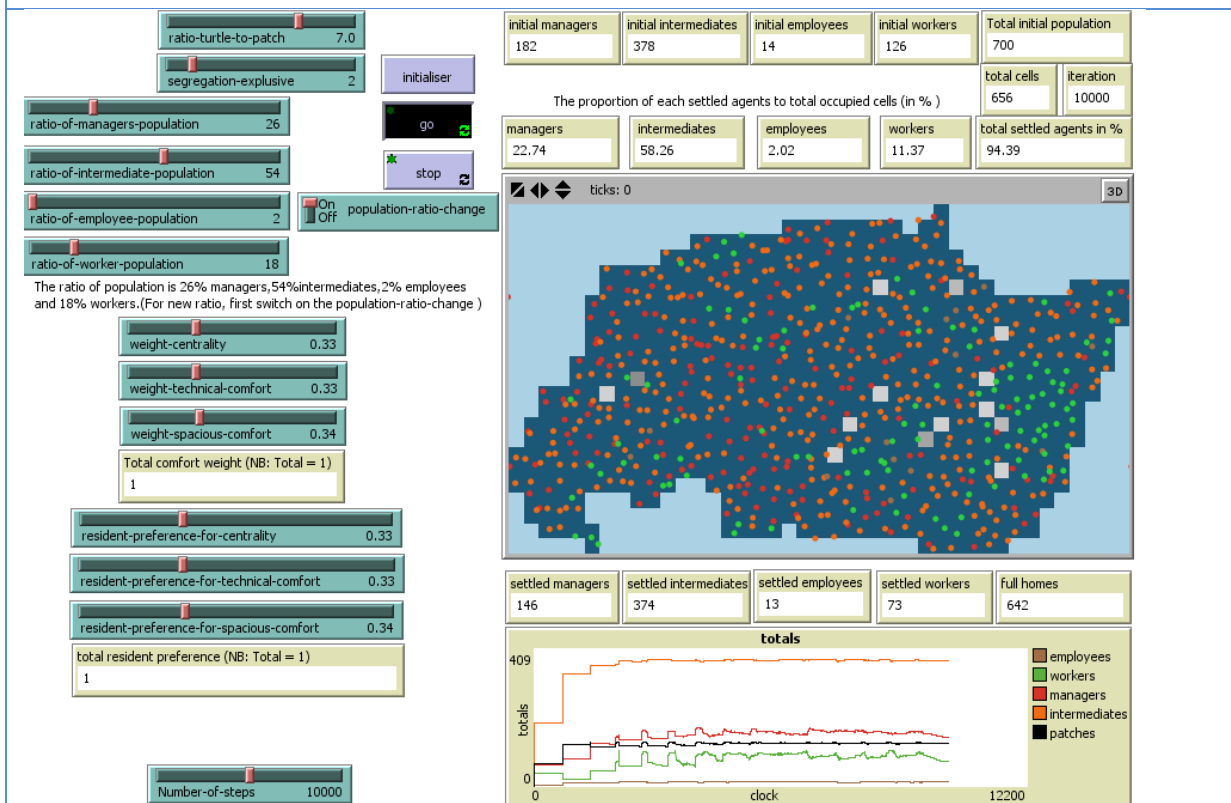 ratio-turtle-to-patch 7.0
segregation-explusive 2
initialiser
ratio-of-managers-population 26
go
ratio-of-intermediate-population 54
stop
ratio-of-employee-population 2
On
Off
population-ratio-change
ratio-of-worker-population 18
The ratio of population is 26% managers,54%intermediates,2% employees
and 18% workers.(For new ratio, first switch on the population-ratio-change )
weight-centrality 0.33
weight-technical-comfort 0.33
weight-spacious-comfort 0.34
Total comfort weight (NB: Total = 1)
1
resident-preference-for-centrality 0.33
resident-preference-for-technical-comfort 0.33
resident-preference-for-spacious-comfort 0.34
total resident preference (NB: Total = 1)
1
Number-of-steps 10000
initial managers
182
initial intermediates
378
initial employees
14
initial workers
126
Total initial population
700
total cells
656
iteration
10000
The proportion of each settled agents to total occupied cells (in % )
managers
22.74
intermediates
58.26
employees
2.02
workers
11.37
total settled agents in %
94.39
ticks: 0
3D
settled managers
146
settled intermediates
374
settled employees
13
settled workers
73
full homes
642
totals
409
totals
0
0
clock
12200
employees
workers
managers
intermediates
patches